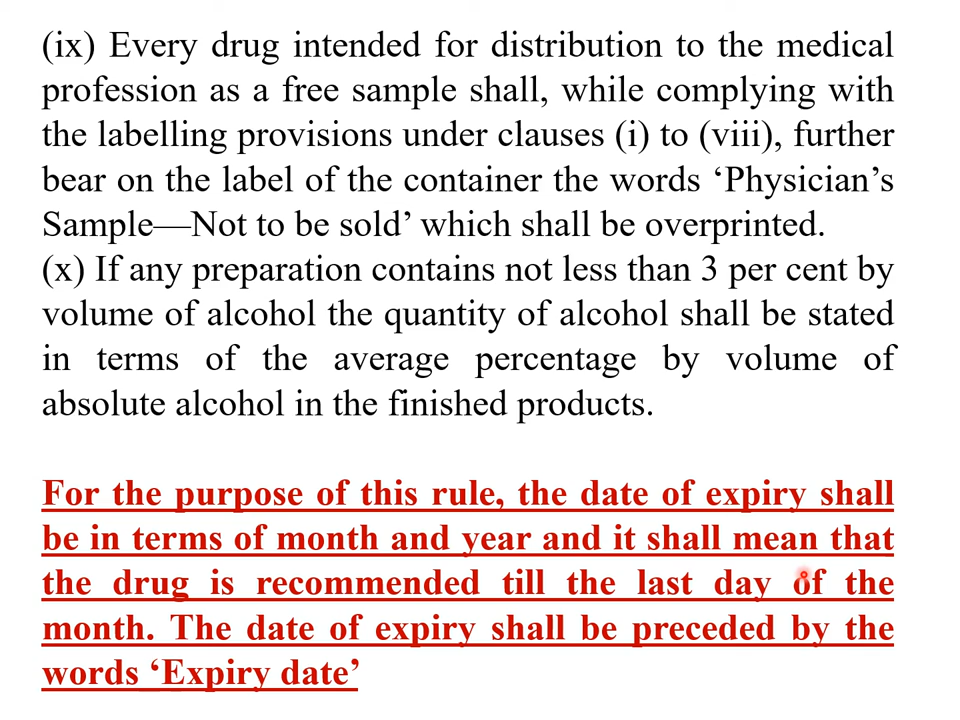 (ix) Every drug intended for distribution to the medical
profession as a free sample shall, while complying with
the labelling provisions under clauses (i) to (viii), further
bear on the label of the container the words ‘Physician’s
Sample—Not to be sold’ which shall be overprinted.
(x) If any preparation contains not less than 3 per cent by
volume of alcohol the quantity of alcohol shall be stated
in terms of the average percentage by volume of
absolute alcohol in the finished products.
For the purpose of this rule, the date of expiry shall
be in terms of month and year and it shall mean that
the drug is recommended till the last day of the
month. The date of expiry shall be preceded by the
words ‘Expiry date’